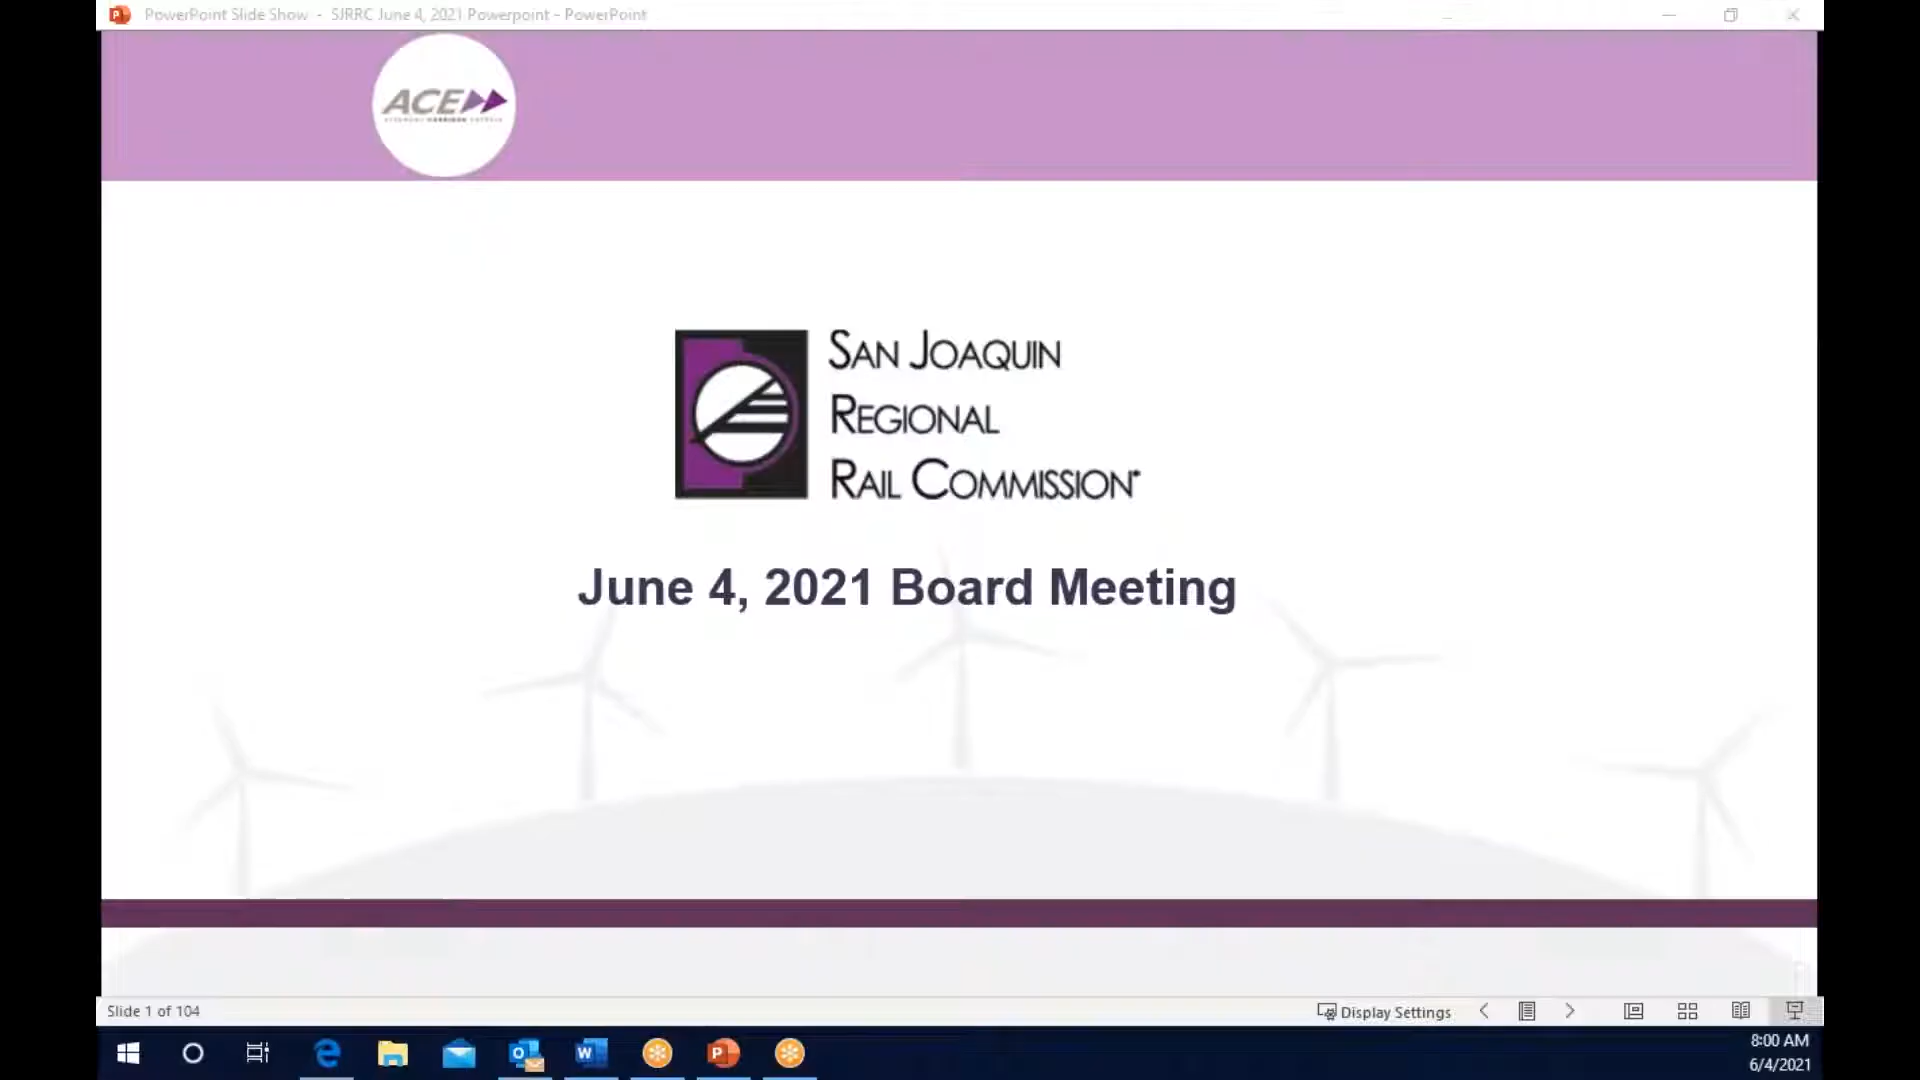 PowerPoint Slide Show - SJRRC June 4, 2021 Powerpoint - PowerPoint
ACE
SAN JOAQUIN
REGIONAL
RAIL COMMISSION
June 4, 2021 Board Meeting
Slide 1 of 104
Display Settings
8:00 AM
6/4/2021